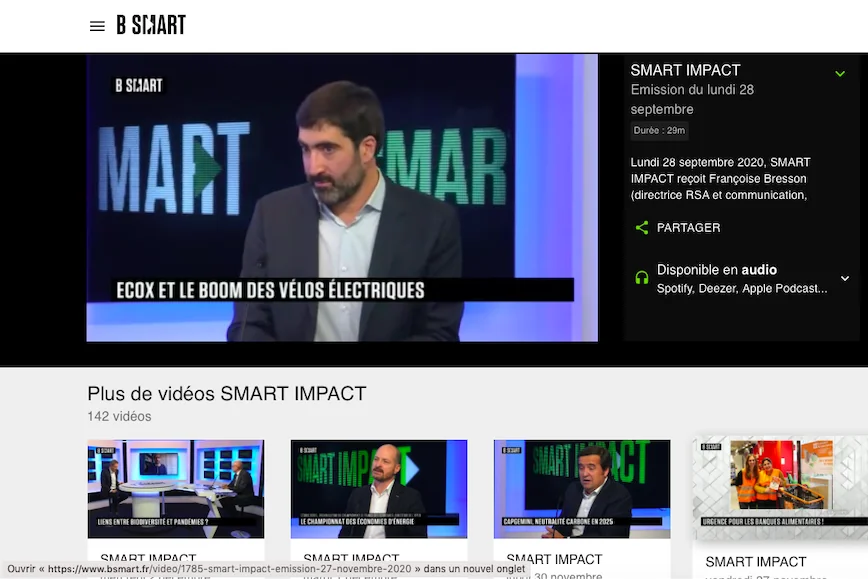 B SMART
B SMART
MART
SMAR
ECOX ET LE BOOM DES VÉLOS ÉLECTRIQUES
SMART IMPACT
Emission du lundi 28
septembre
Durée : 29m
Lundi 28 septembre 2020, SMART
IMPACT reçoit Françoise Bresson
(directrice RSA et communication,
PARTAGER
Disponible en audio
Spotify, Deezer, Apple Podcast...
Plus de vidéos SMART IMPACT
142 vidéos
B SMART
LIENS ENTRE BIODIVERSITÉ ET PANDÉMIES ?
B SMART
SMART IMPACT
LE CHAMPIONNAT DES ÉCONOMIES D'ÉNERGIE
B SMART
SMART IMPACT
CAPGEMINI, NEUTRALITÉ CARBONE EN 2025
B SMART
URGENCE POUR LES BANQUES ALIMENTAIRES !
SMART IMPACT
SMART IMPACT
SMART IMPACT
lundi 30 novembre
SMART IMPACT
vendredi 27 novembre
Ouvrir « https://www.bsmart.fr/video/1785-smart-impact-emission-27-novembre-2020 » dans un nouvel onglet